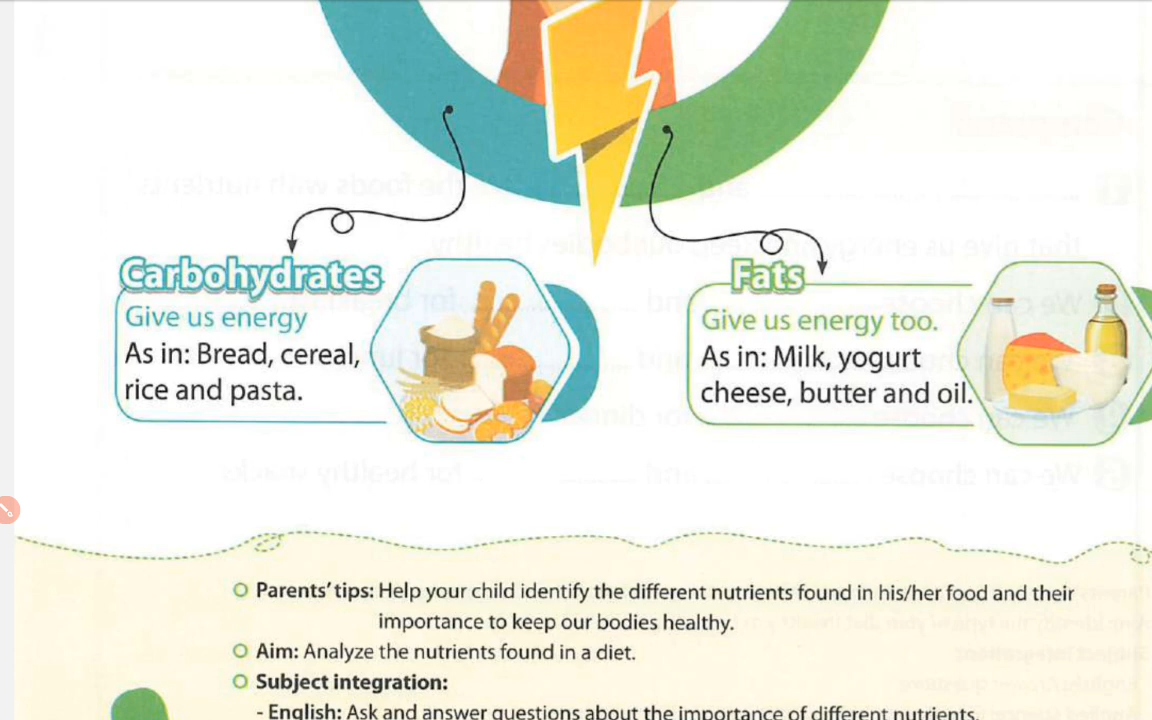 Carbohydrates
Give us energy
As in: Bread, cereal,
rice and pasta.
Fats
Give us energy too.
As in: Milk, yogurt
cheese, butter and oil.
Parents' tips: Help your child identify the different nutrients found in his/her food and their
importance to keep our bodies healthy.
Aim: Analyze the nutrients found in a diet.
Subject integration:
- English: Ask and answer questions about the importance of different nutrients.